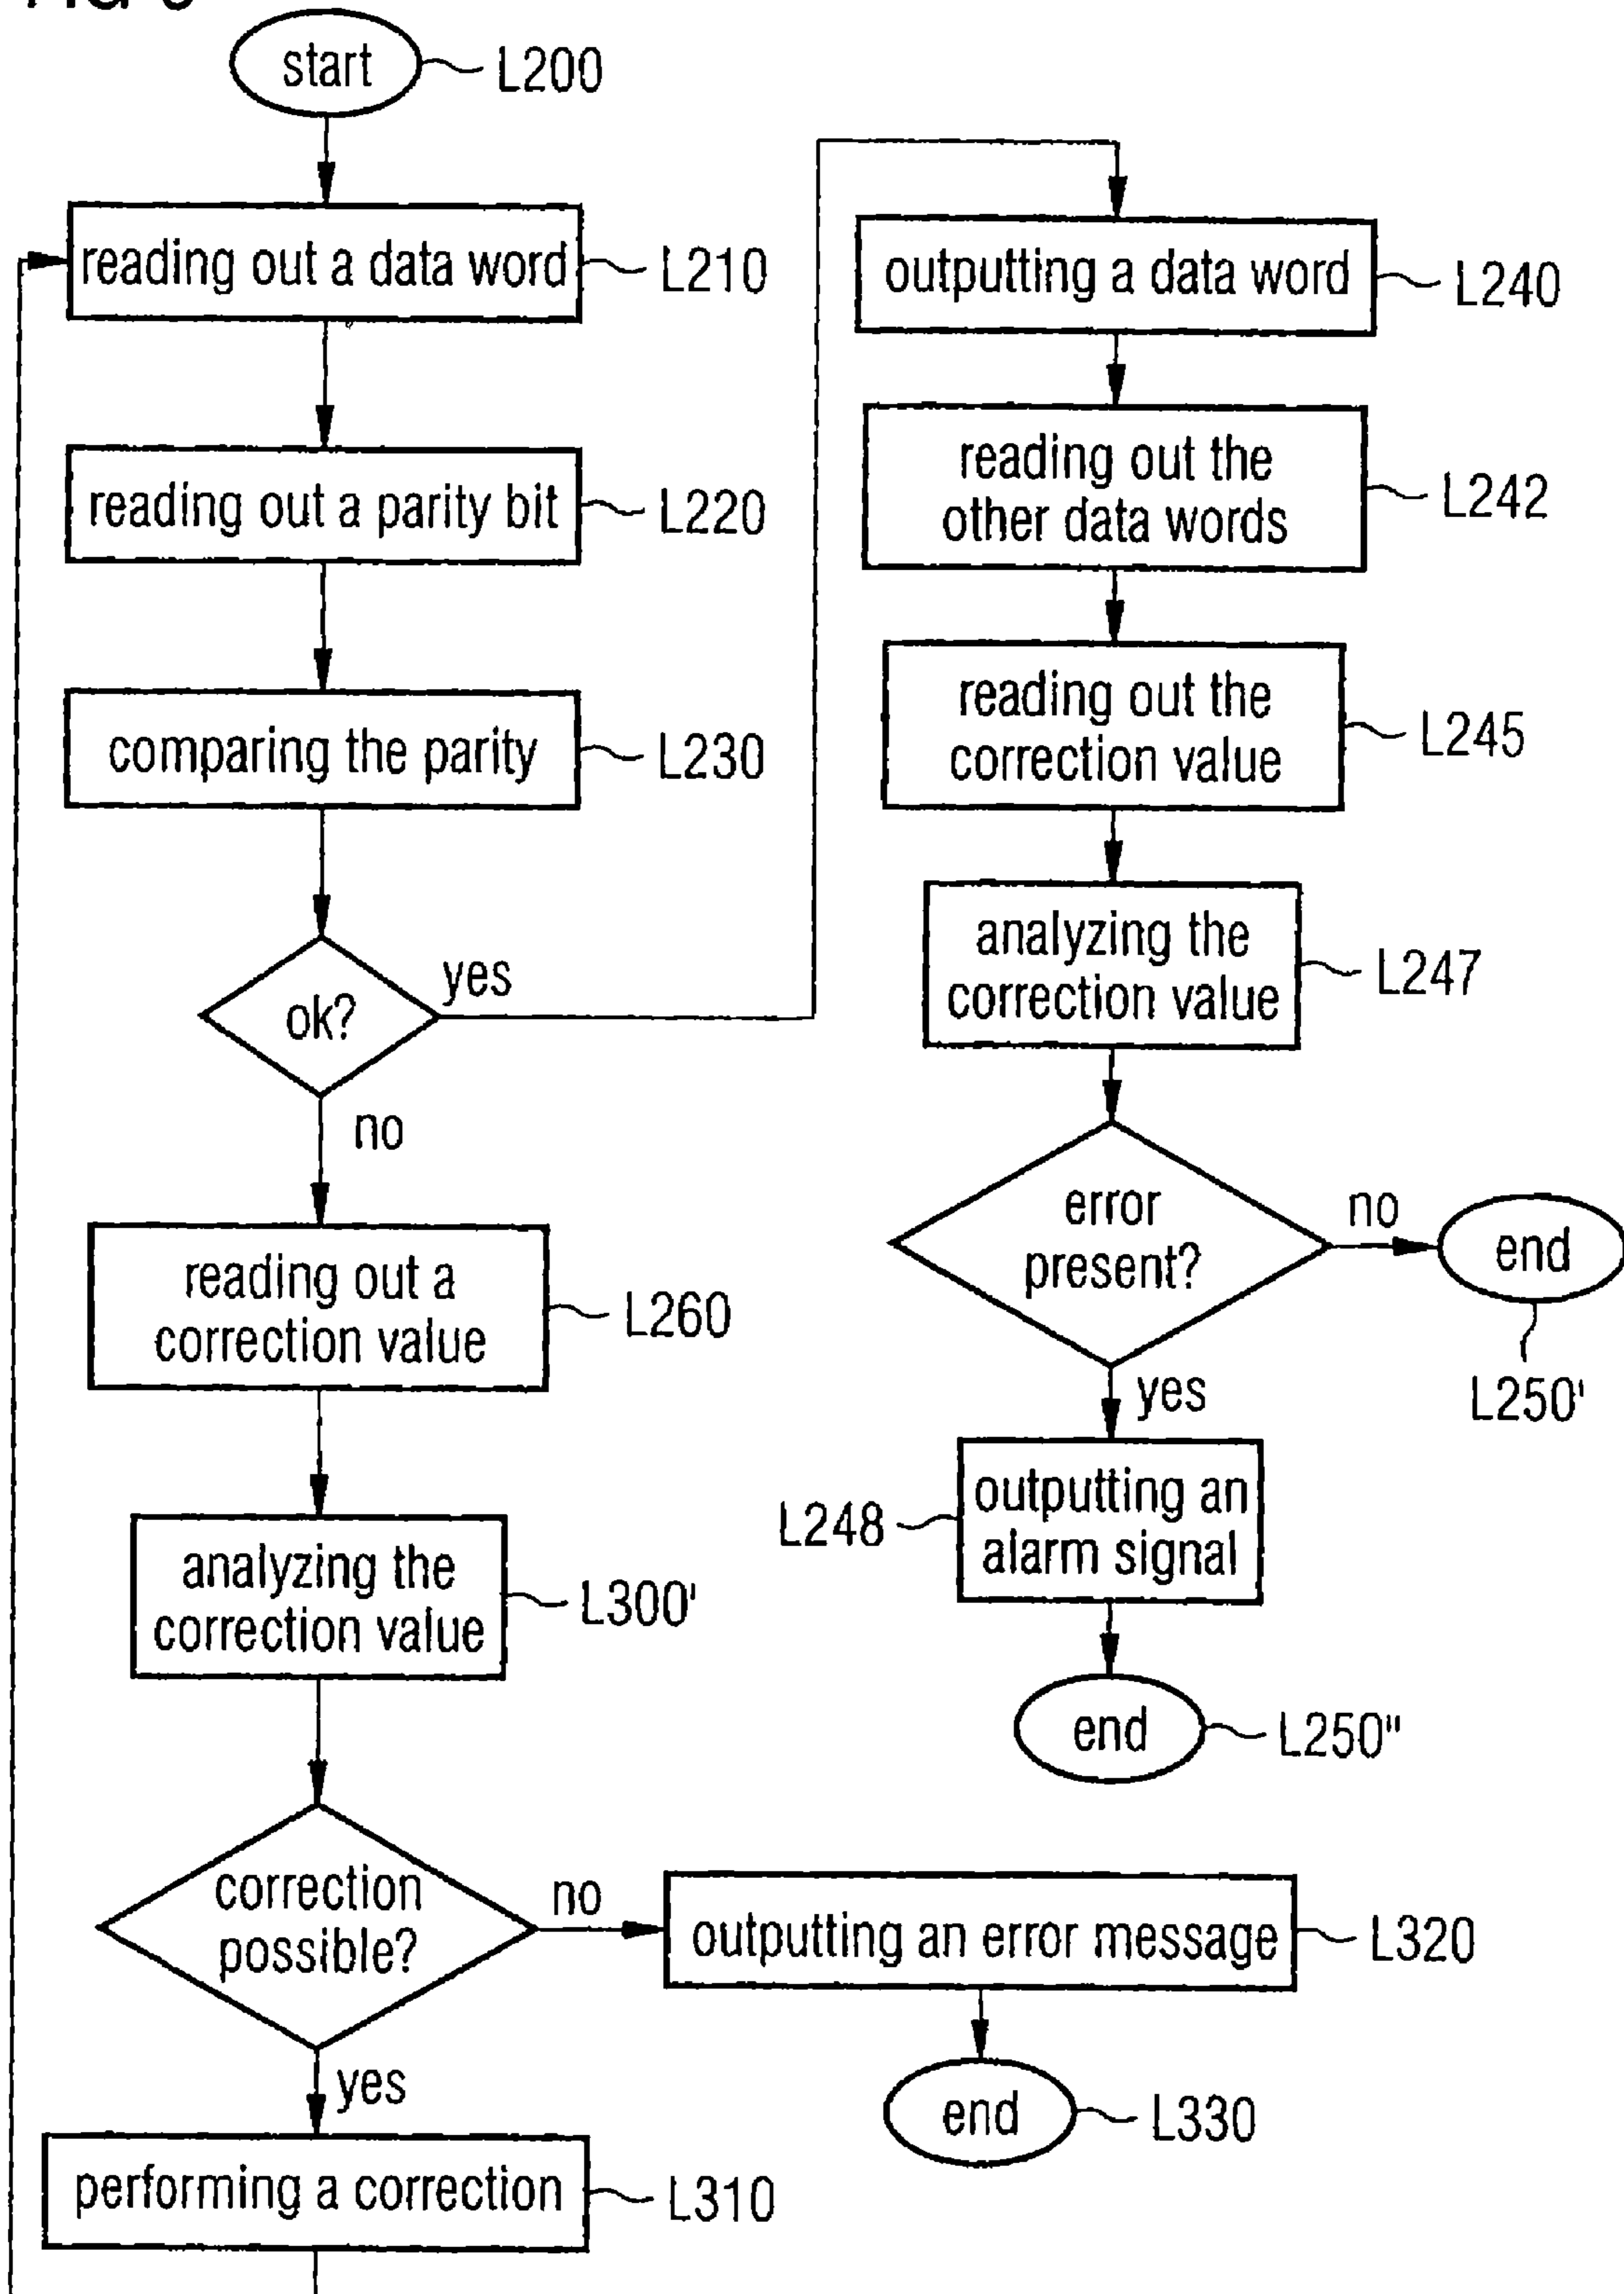 start
L200
reading out a data word
L210
reading out a parity bit
L220
comparing the parity
L230
ok?
yes
no
reading out a
correction value
L260
analyzing the
correction value
L300'
correction
possible?
no
yes
performing a correction
L310
outputting a data word
L240
reading out the
other data words
L242
reading out the
correction value
L245
analyzing the
correction value
L247
error
present?
no
end
L250'
yes
outputting an
alarm signal
L248
end
L250"
outputting an error message
L320
end
L330